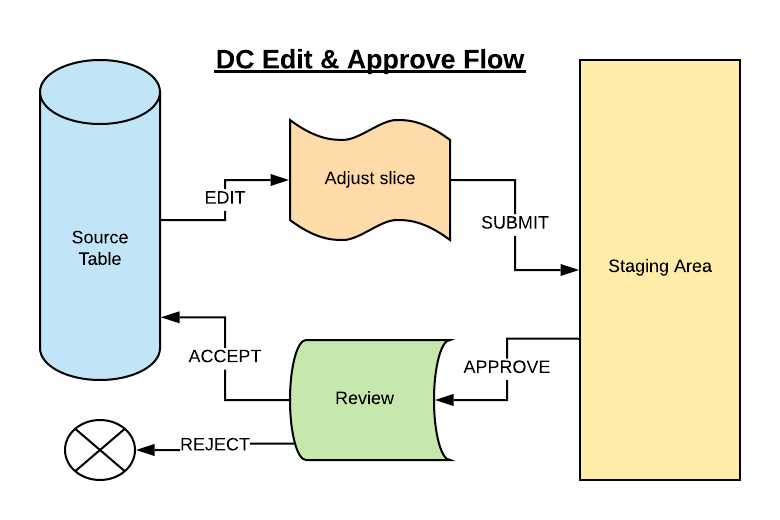 DC Edit & Approve Flow
Adjust slice
EDIT
SUBMIT
Source
Table
Staging Area
ACCEPT
APPROVE
Review
REJECT